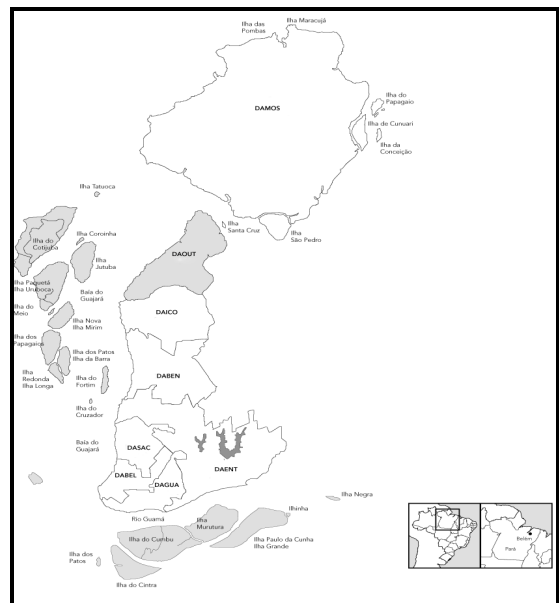 Ilha das
Pombas
Ilha Maracujá
DAMOS
Ilha do
Papagaio
Ilha de Cunuari
Ilha da
Conceição
Ilha Tatuoca
Ilha
Santa Cruz
Ilha
São Pedro
Ilha do
Cotijuba
Ilha Coroinha
Ilha
Jutuba
DAOUT
Ilha Paquetá
Ilha Uruboca
Baía do
Guajará
Ilha do
Meio
Ilha Nova
Ilha Mirim
DAICO
Ilha dos
Papagaios
Ilha dos Patos
Ilha da Barra
Ilha
Redonda
Ilha Longa
Ilha do
Fortim
DABEN
Ilha do
Cruzador
Baía do
Guajará
DASAC
DABEL
DAGUA
DAENT
Ilha Negra
Rio Guamá
Ilha
Murutura
Ilhinha
Ilha do Cumbu
Ilha Paulo da Cunha
Ilha Grande
Ilha dos
Patos
Ilha do Cintra
Belém
Pará